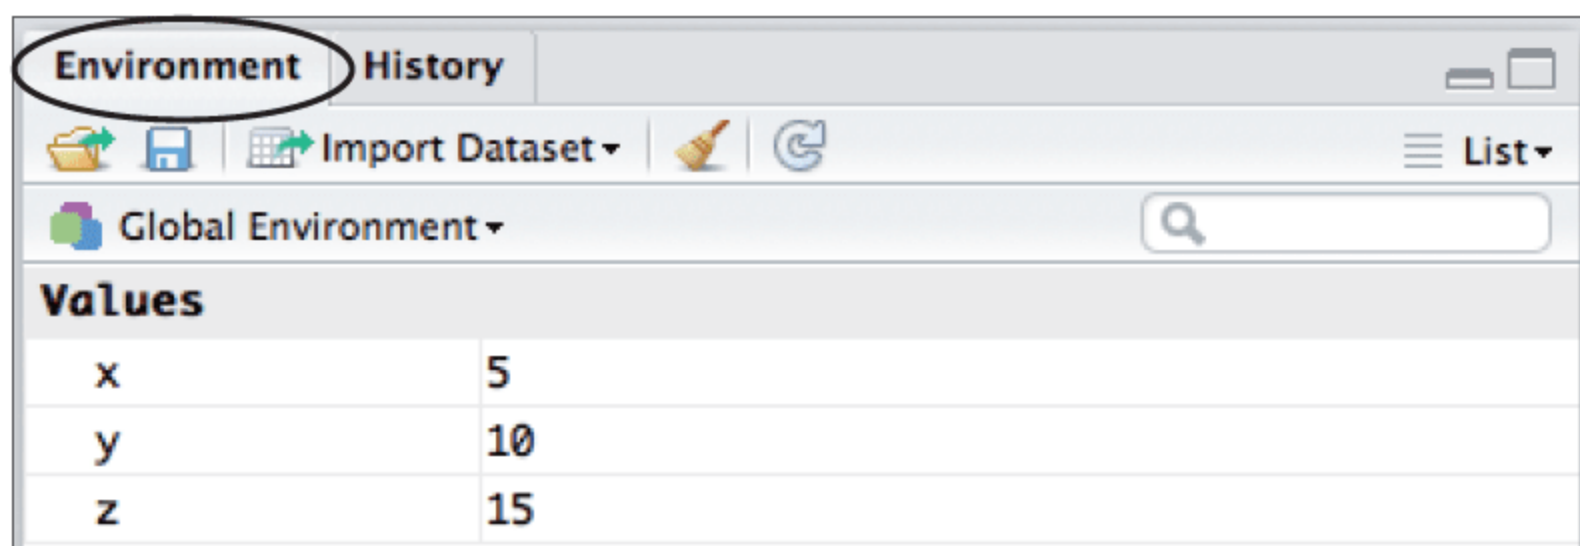 Environment History
Import Dataset List
Global Environment
Values
x 5
y 10
z 15